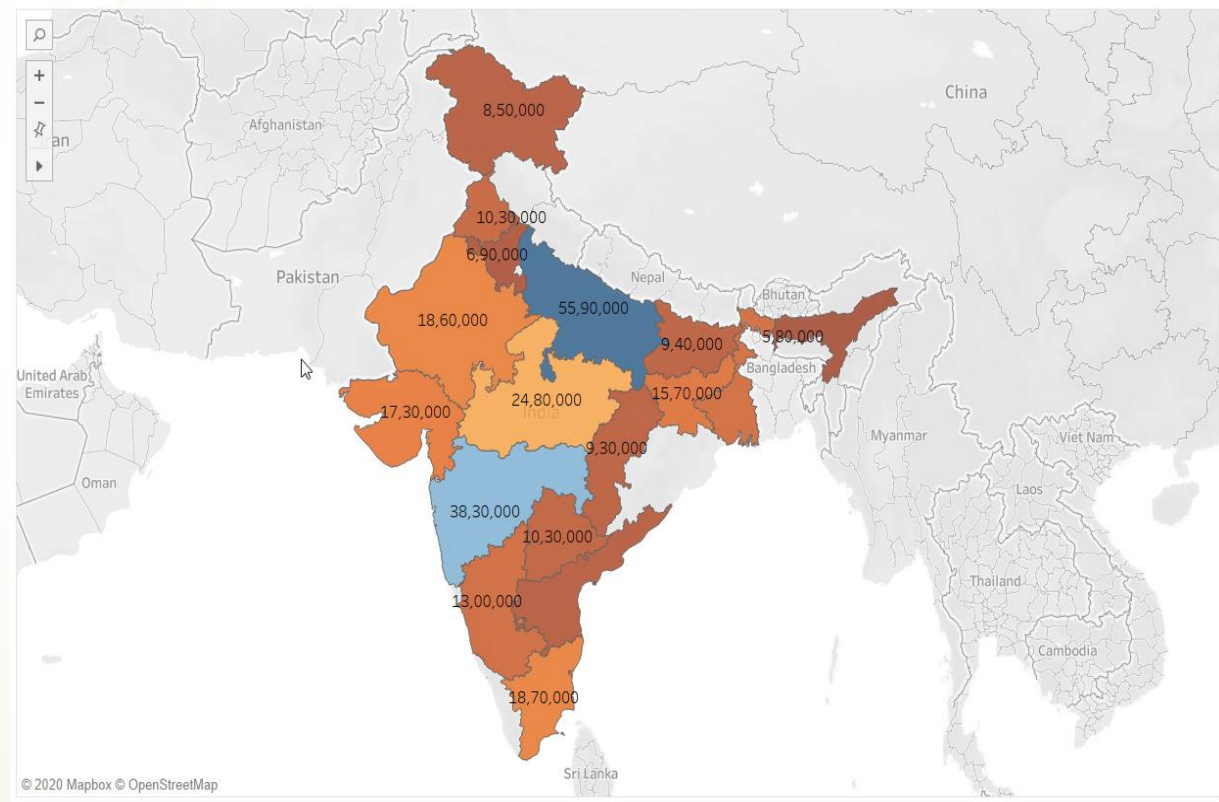 China
8,50,000
Afghanistan
an
10,30,000
6,90,000
Pakistan
Nepal
Bhutan
55,90,000
18,60,000
5,80,000
9,40,000
Bangladesh
United Arab
Emirates
15,70,000
24,80,000
India
17,30,000
Myanmar
Viet Nam
9,30,000
Oman
Laos
38,30,000
10,30,000
Thailand
13,00,000
Cambodia
18,70,000
Sri Lanka
© 2020 Mapbox © OpenStreetMap